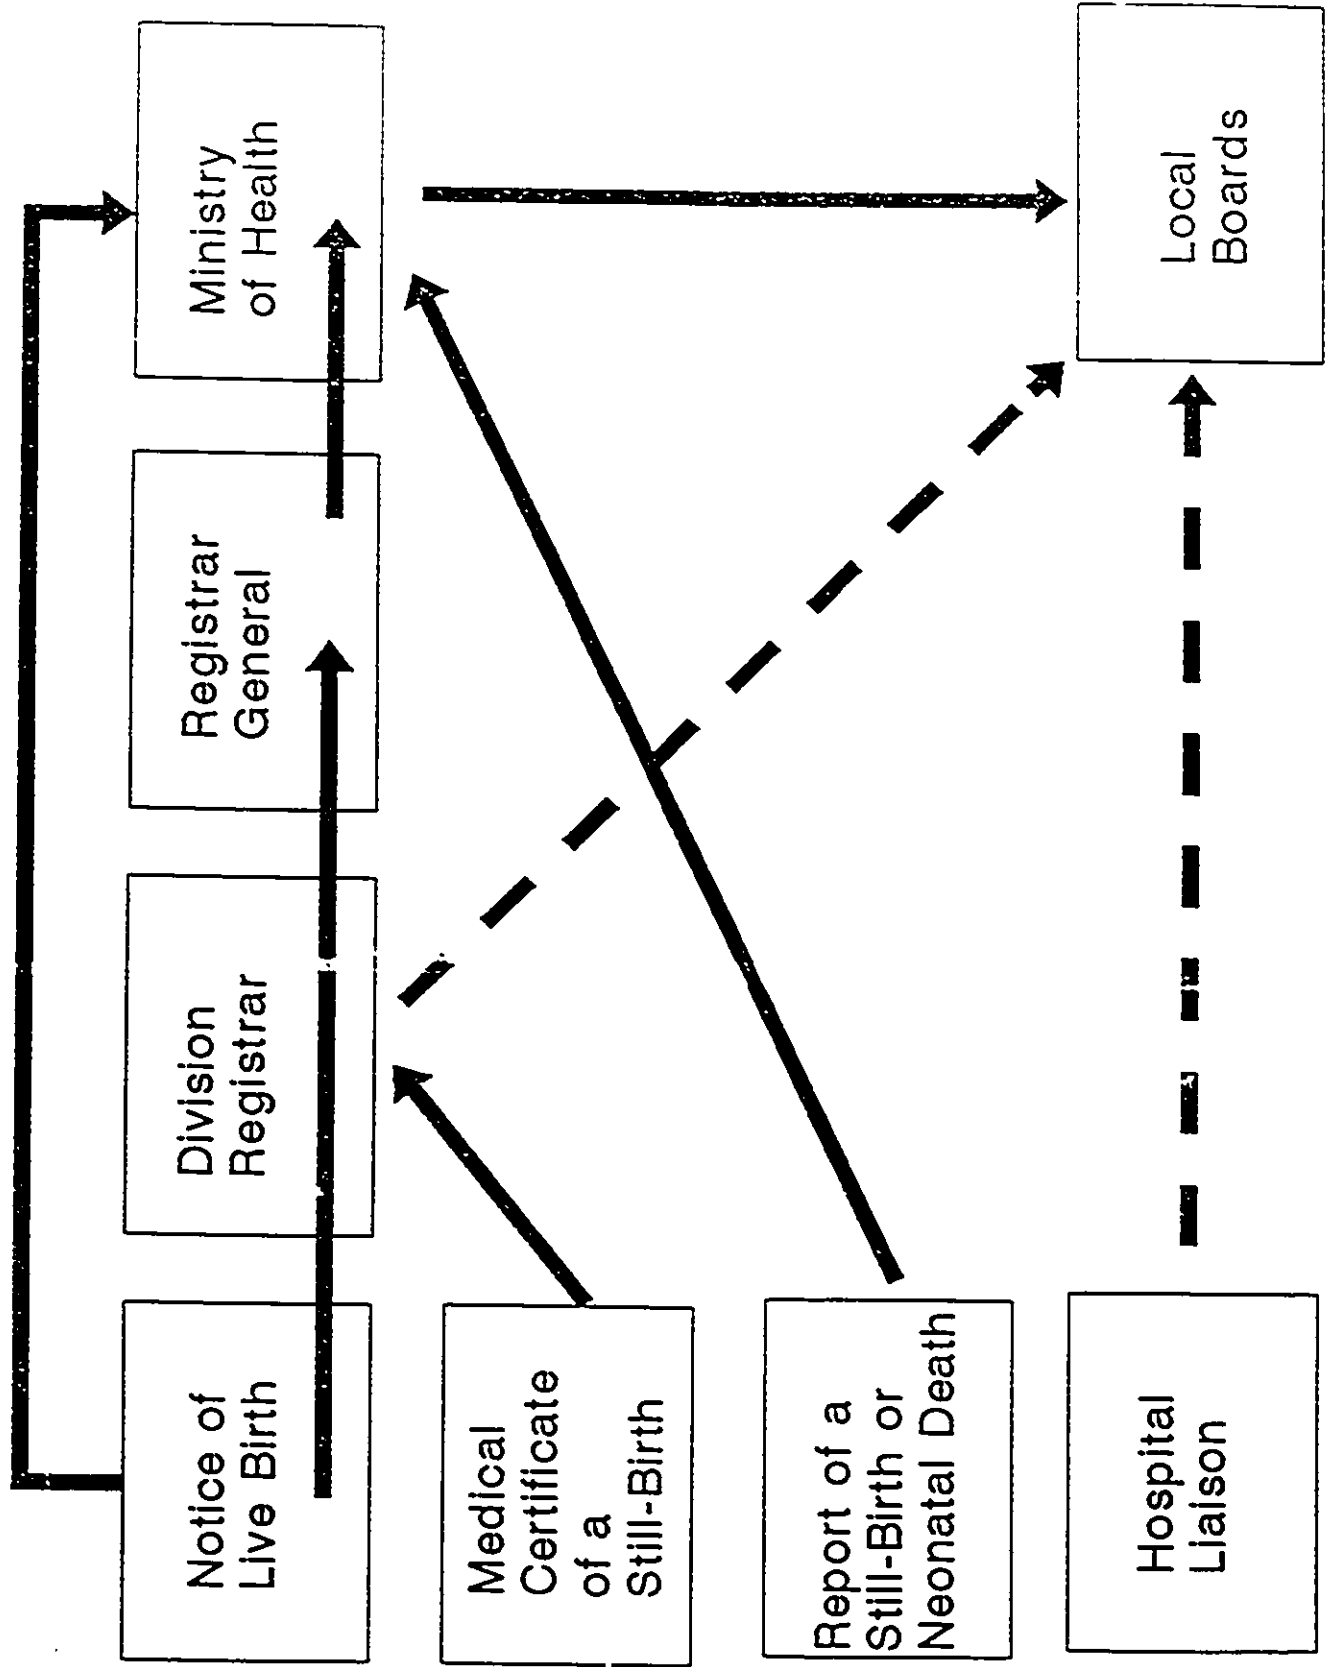 Notice of
Live Birth
Division
Registrar
Registrar
General
Ministry
of Health
Medical
Certificate
of a
Still-Birth
Report of a
Still-Birth or
Neonatal Death
Hospital
Liaison
Local
Boards